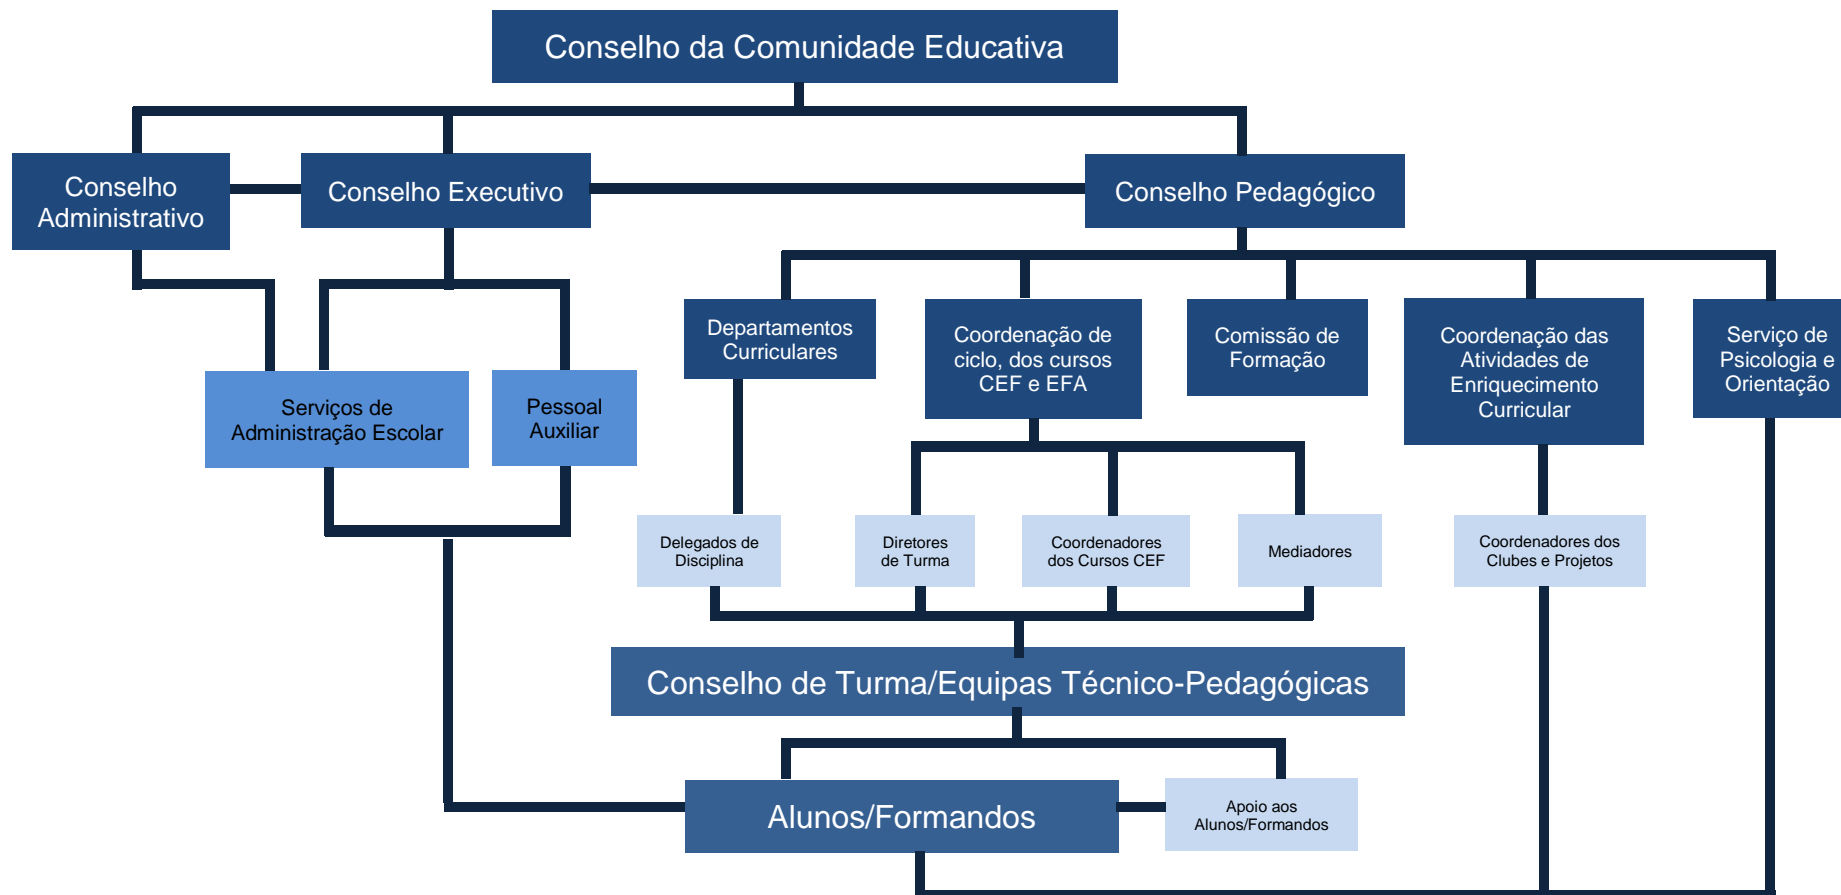 Conselho da Comunidade Educativa
Conselho
Administrativo
Conselho Executivo
Conselho Pedagógico
Departamentos
Curriculares
Coordenação de
ciclo, dos cursos
CEF e EFA
Comissão de
Formação
Coordenação das
Atividades de
Enriquecimento
Curricular
Serviço de
Psicologia e
Orientação
Serviços de
Administração Escolar
Pessoal
Auxiliar
Delegados de
Disciplina
Diretores
de Turma
Coordenadores
dos Cursos CEF
Mediadores
Coordenadores dos
Clubes e Projetos
Conselho de Turma/Equipas Técnico-Pedagógicas
Alunos/Formandos
Apoio aos
Alunos/Formandos